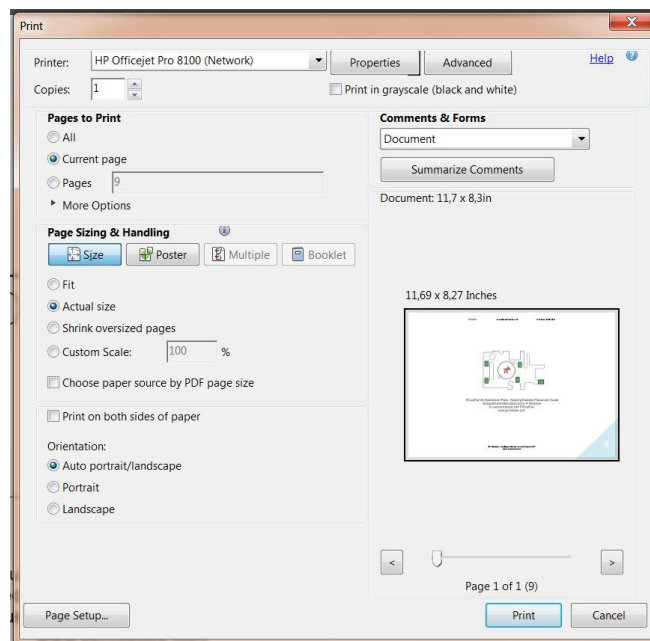 Print
Printer: HP Officejet Pro 8100 (Network) Properties Advanced Help
Copies: 1 Print in grayscale (black and white)
Pages to Print
All
Current page
Pages 9
More Options
Page Sizing & Handling
Size Poster Multiple Booklet
Fit
Actual size
Shrink oversized pages
Custom Scale: 100 %
Choose paper source by PDF page size
Print on both sides of paper
Orientation:
Auto portrait/landscape
Portrait
Landscape
Comments & Forms
Document
Summarize Comments
Document: 11,7 x 8,3in
11,69 x 8,27 Inches
< >
Page 1 of 1 (9)
Page Setup... Print Cancel